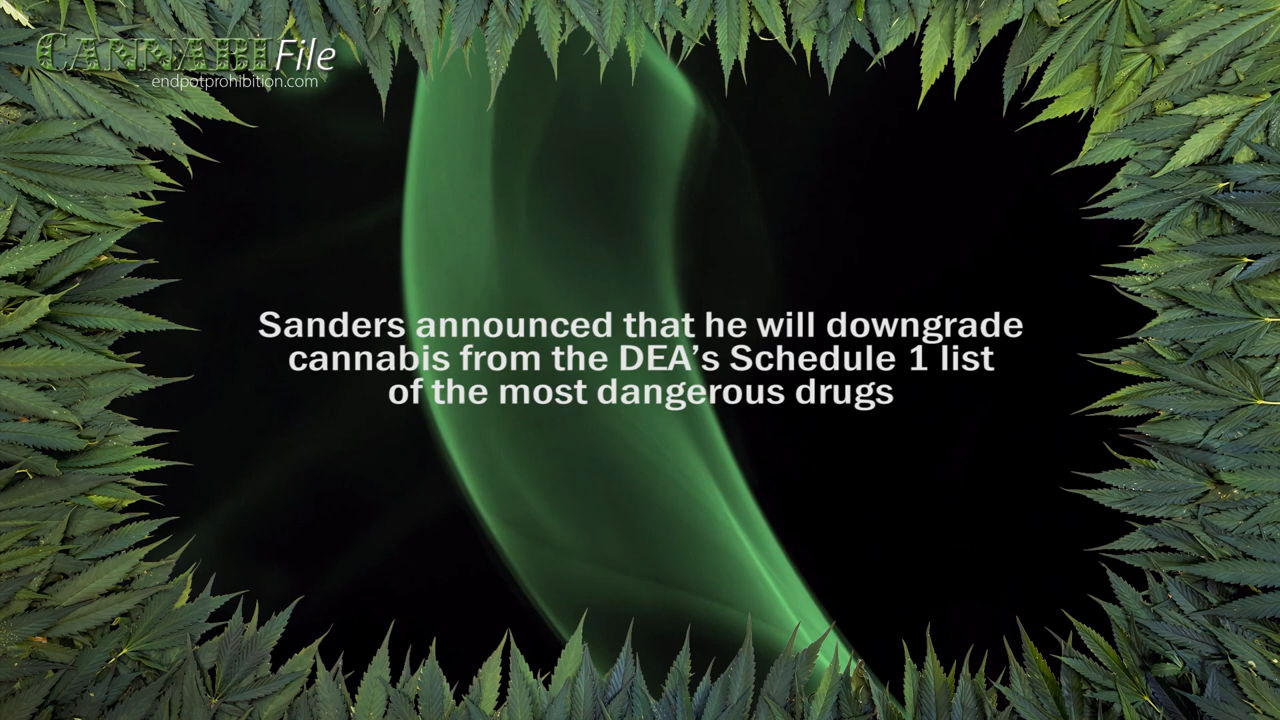 CANNABIFile
endpotprohibition.com
Sanders announced that he will downgrade
cannabis from the DEA’s Schedule 1 list
of the most dangerous drugs